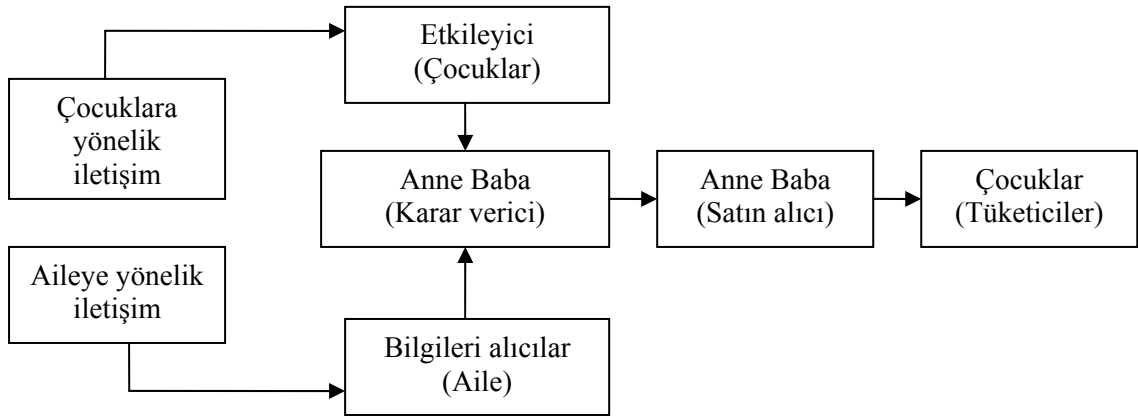 Etkileyici
(Çocuklar)
Çocuklara
yönelik
iletişim
Anne Baba
(Karar verici)
Anne Baba
(Satın alıcı)
Çocuklar
(Tüketiciler)
Aileye yönelik
iletişim
Bilgileri alıcılar
(Aile)